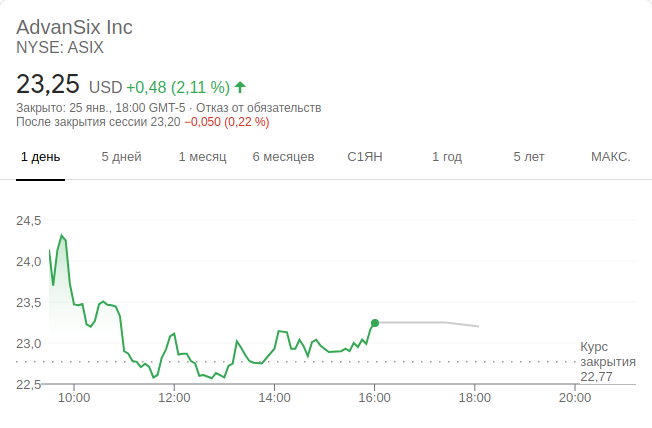 AdvanSix Inc
NYSE: ASIX
23,25 USD +0,48 (2,11 %)
Закрыто: 25 янв., 18:00 GMT-5 · Отказ от обязательств
После закрытия сессии 23,20 −0,050 (0,22 %)
1 день 5 дней 1 месяц 6 месяцев С1ЯН 1 год 5 лет МАКС.
24,5
24,0
23,5
23,0
22,5
Курс
закрытия
22,77
10:00 12:00 14:00 16:00 18:00 20:00